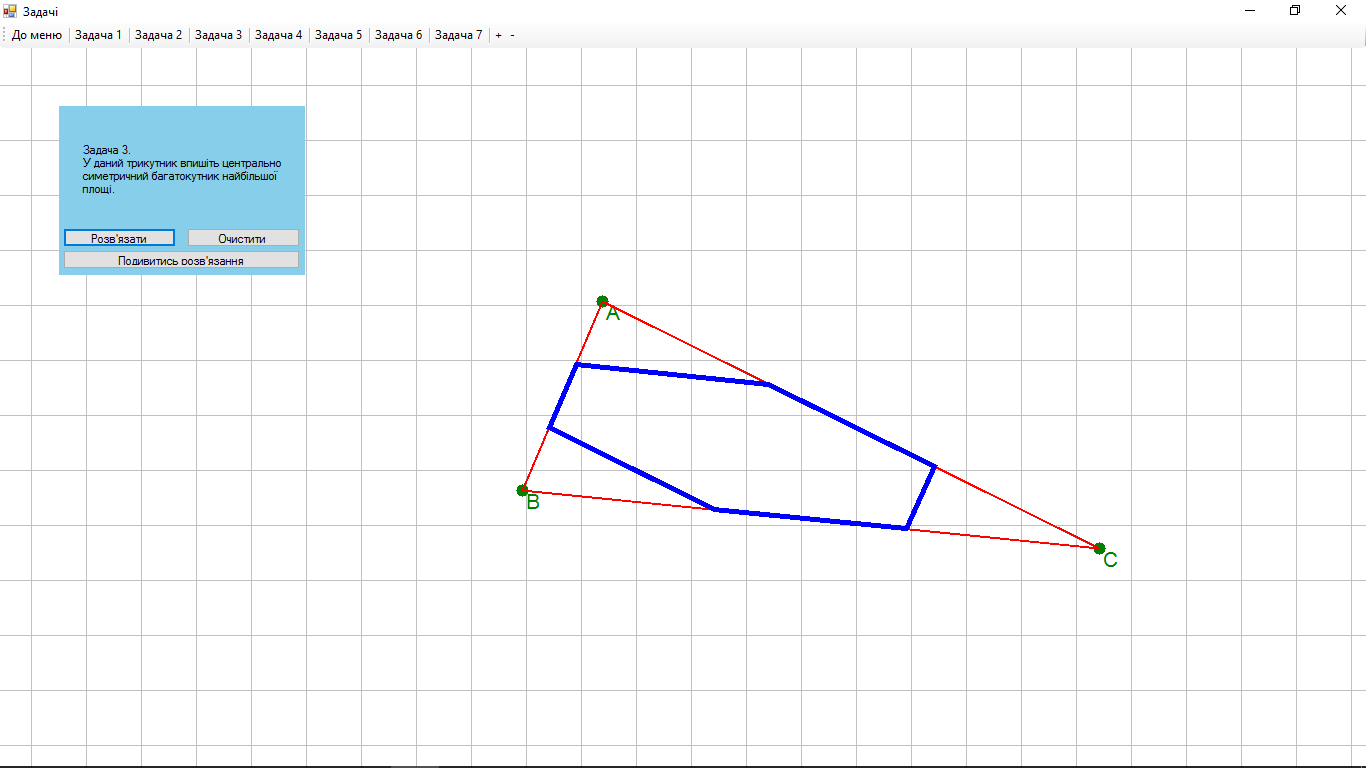 Задачі
До меню Задача 1 Задача 2 Задача 3 Задача 4 Задача 5 Задача 6 Задача 7 + -
Задача 3.
У даний трикутник впишіть центрально
симетричний багатокутник найбільшої
площі.
Розв'язати Очистити
Подивитись розв'язання
A
B
C